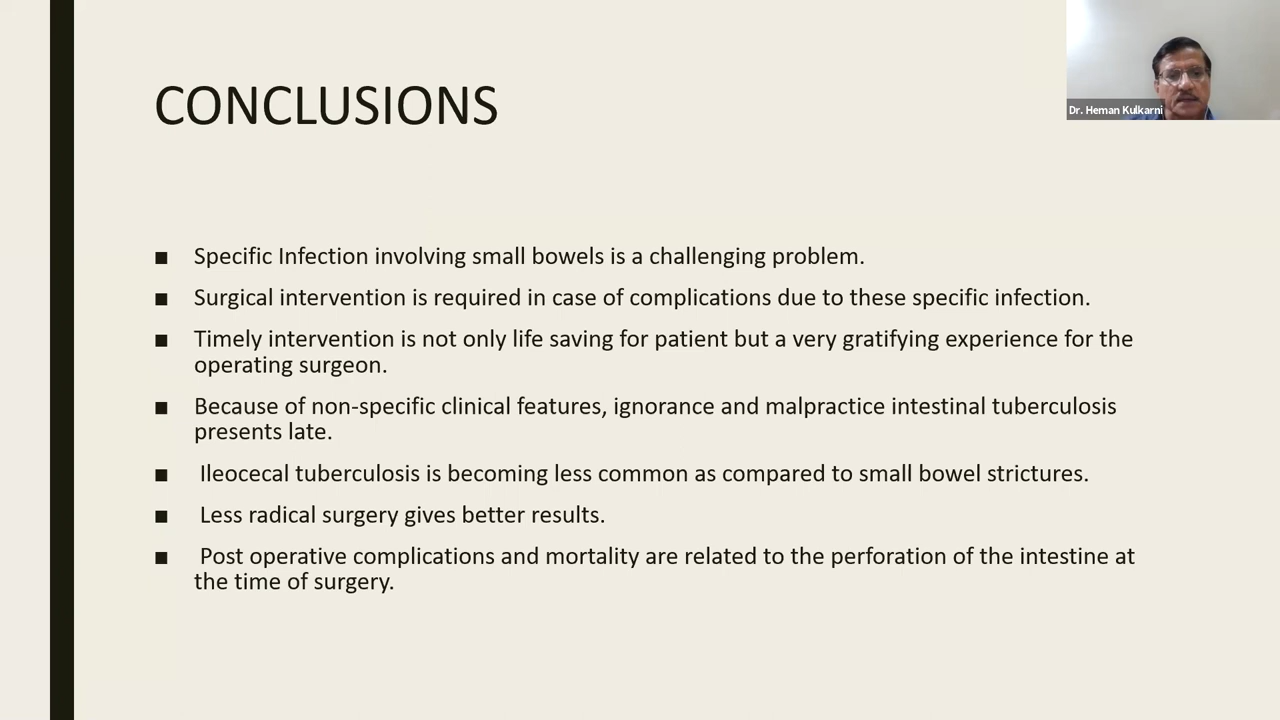 CONCLUSIONS
Dr. Heman Kulkarni
■ Specific Infection involving small bowels is a challenging problem.
■ Surgical intervention is required in case of complications due to these specific infection.
■ Timely intervention is not only life saving for patient but a very gratifying experience for the
operating surgeon.
■ Because of non-specific clinical features, ignorance and malpractice intestinal tuberculosis
presents late.
■ Ileocecal tuberculosis is becoming less common as compared to small bowel strictures.
■ Less radical surgery gives better results.
■ Post operative complications and mortality are related to the perforation of the intestine at
the time of surgery.